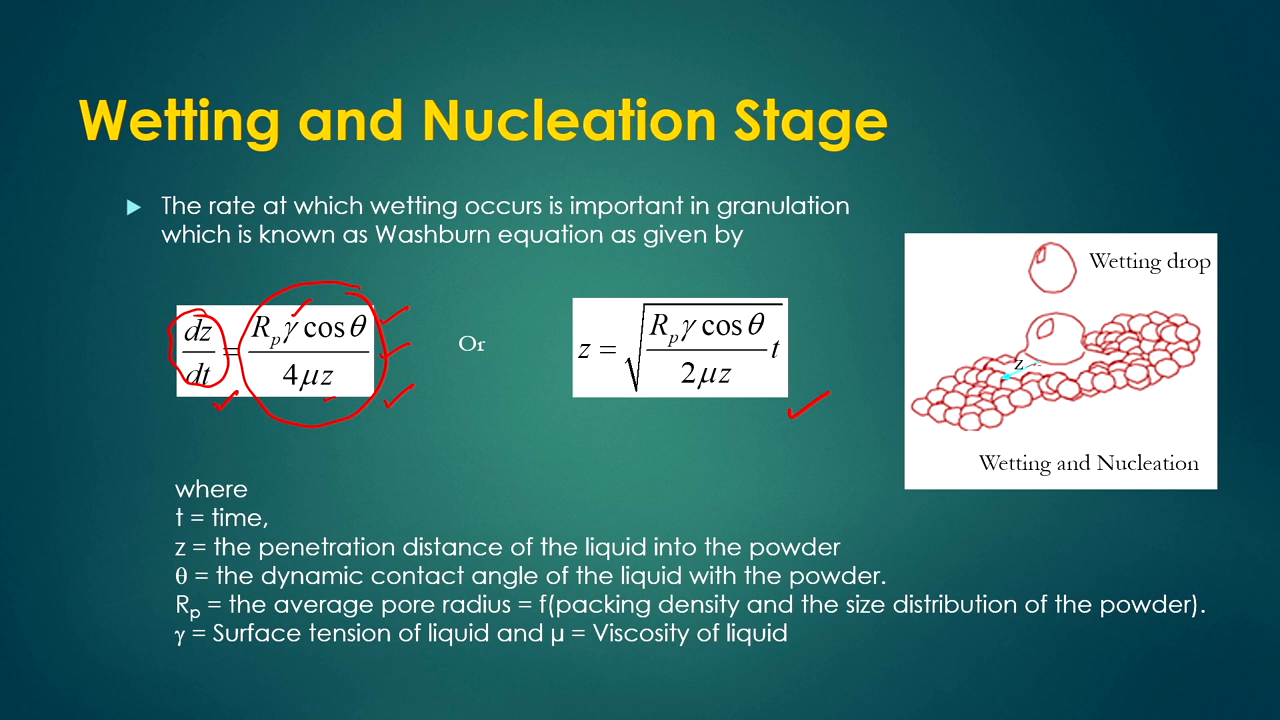 Wetting and Nucleation Stage
The rate at which wetting occurs is important in granulation
which is known as Washburn equation as given by
dz/dt = R_p γ cos θ / 4μz
Or
z = √(R_p γ cos θ / 2μz t)
Wetting drop
z
Wetting and Nucleation
where
t = time,
z = the penetration distance of the liquid into the powder
θ = the dynamic contact angle of the liquid with the powder.
R_p = the average pore radius = f(packing density and the size distribution of the powder).
γ = Surface tension of liquid and μ = Viscosity of liquid